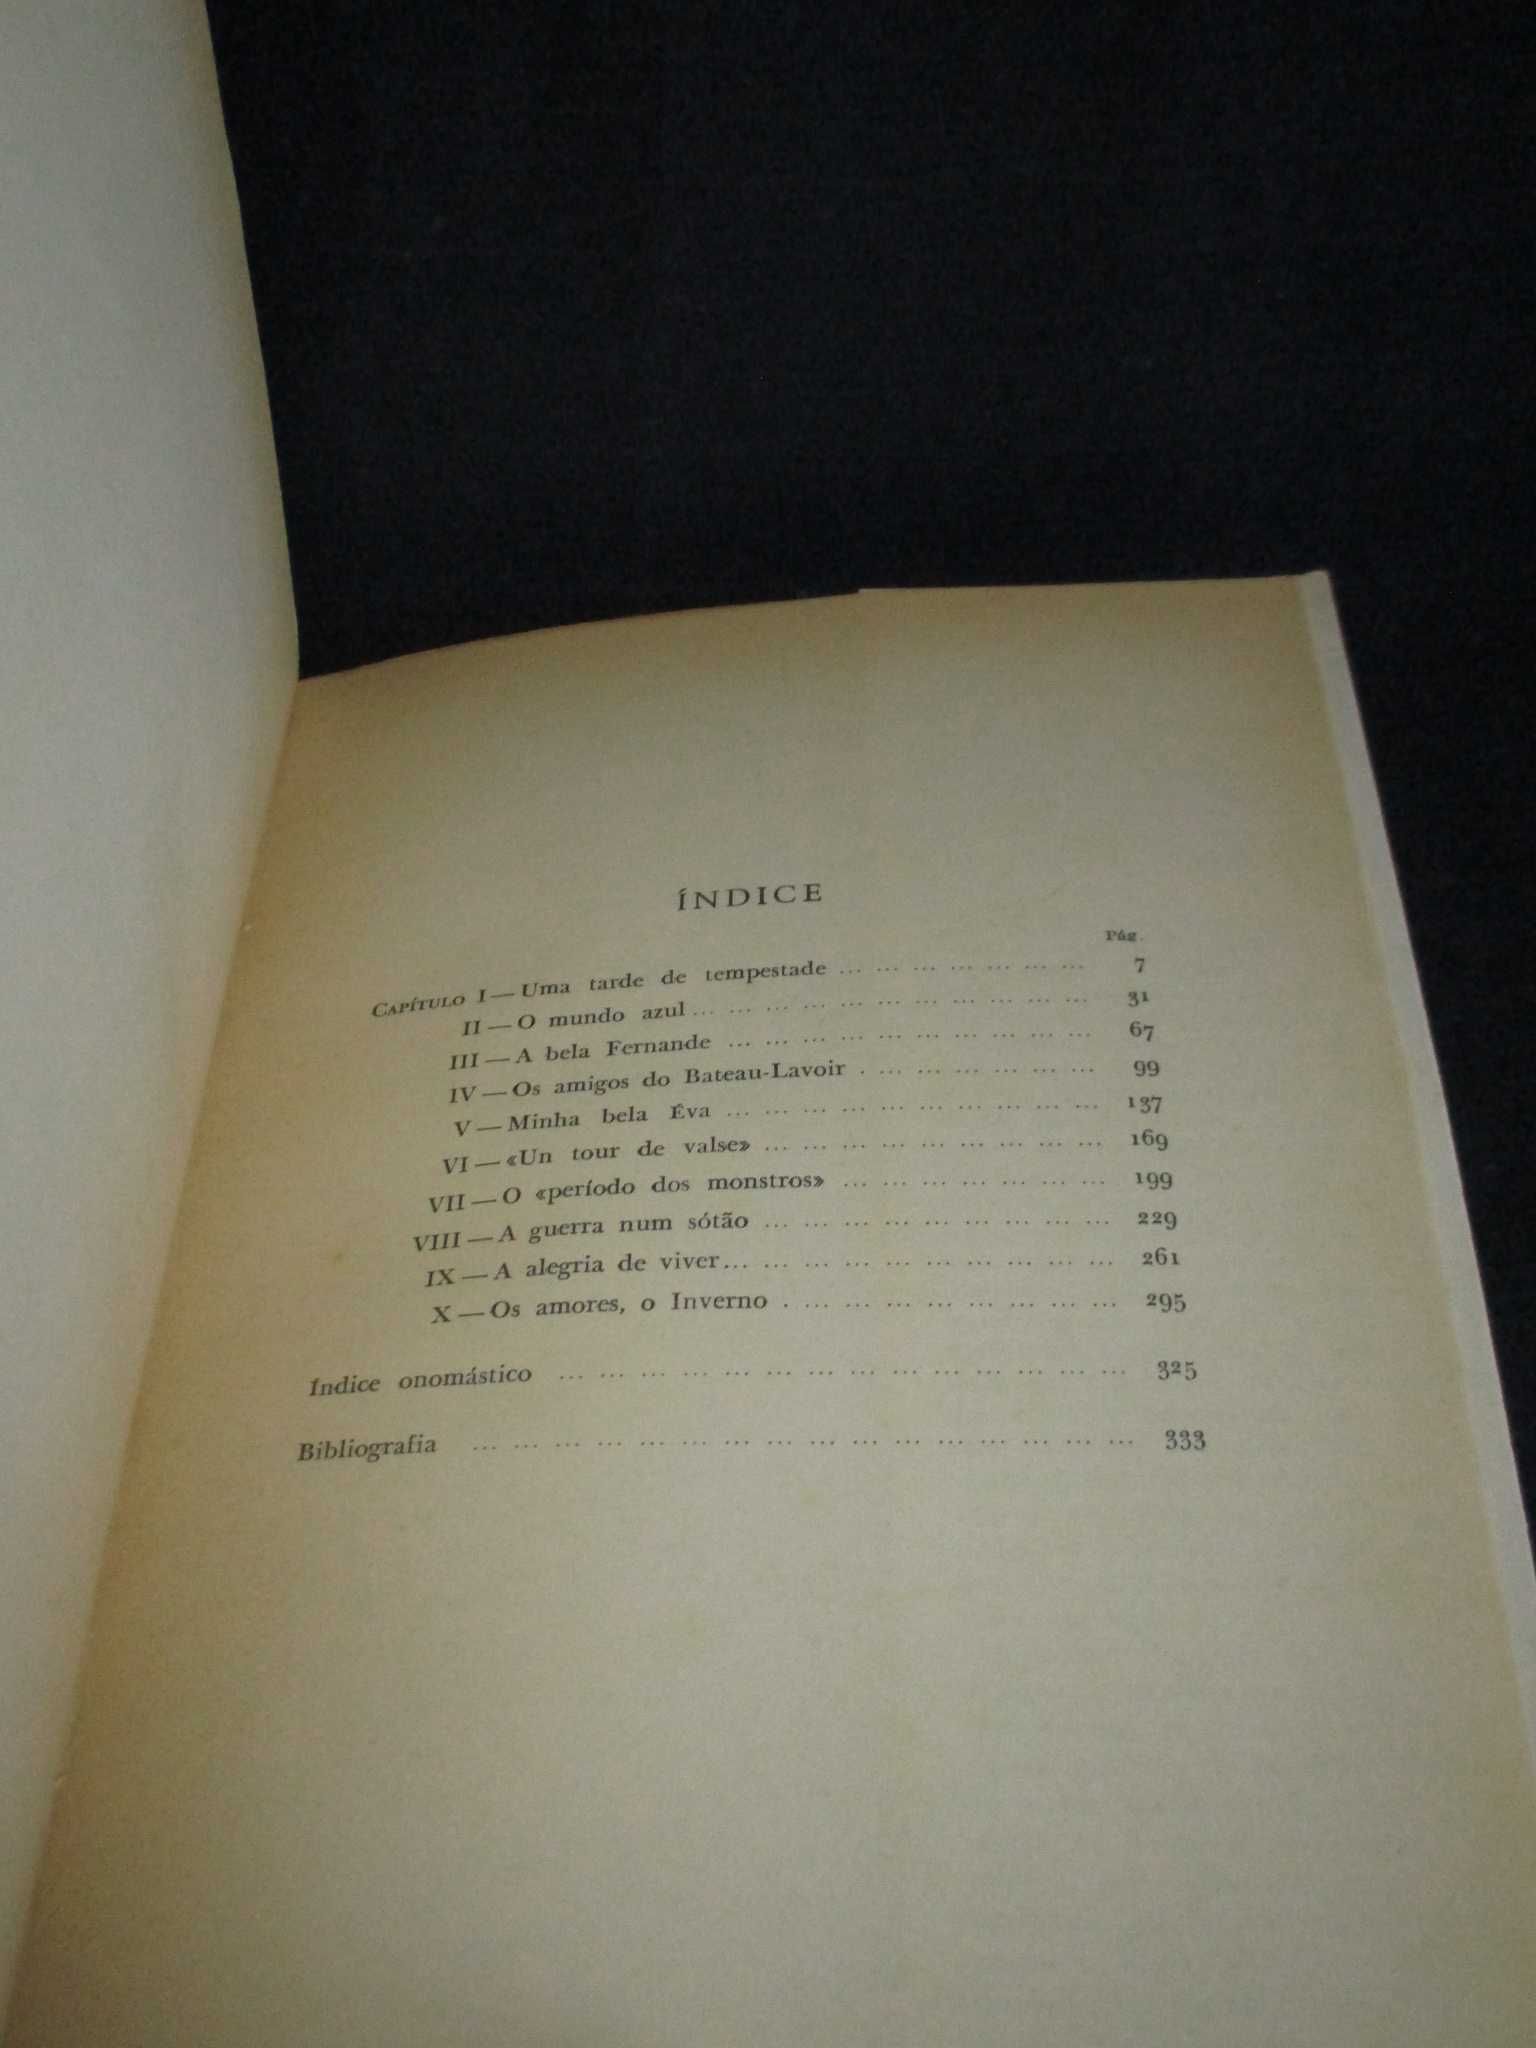 ÍNDICE
Pág.
CAPÍTULO I — Uma tarde de tempestade ... ... ... ... ... ... ... 7
II — O mundo azul ... ... ... ... ... ... ... ... ... ... ... 31
III — A bela Fernande ... ... ... ... ... ... ... ... ... ... 67
IV — Os amigos do Bateau-Lavoir . ... ... ... ... ... ... 99
V — Minha bela Éva ... ... ... ... ... ... ... ... ... ... 137
VI — «Un tour de valse» ... ... ... ... ... ... ... ... ... 169
VII — O «período dos monstros» ... ... ... ... ... ... ... 199
VIII — A guerra num sótão ... ... ... ... ... ... ... ... ... 229
IX — A alegria de viver ... ... ... ... ... ... ... ... ... ... 261
X — Os amores, o Inverno . ... ... ... ... ... ... ... ... 295
Índice onomástico ... ... ... ... ... ... ... ... ... ... ... ... ... ... 325
Bibliografia ... ... ... ... ... ... ... ... ... ... ... ... ... ... ... ... 333